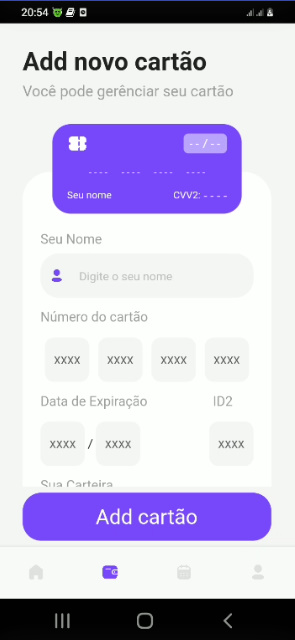 20:54
Add novo cartão
Você pode gerênciar seu cartão
-- / --
---- ---- ---- ----
Seu nome CVV2: ----
Seu Nome
Digite o seu nome
Número do cartão
xxxx xxxx xxxx xxxx
Data de Expiração ID2
xxxx / xxxx xxxx
Sua Carteira
Add cartão